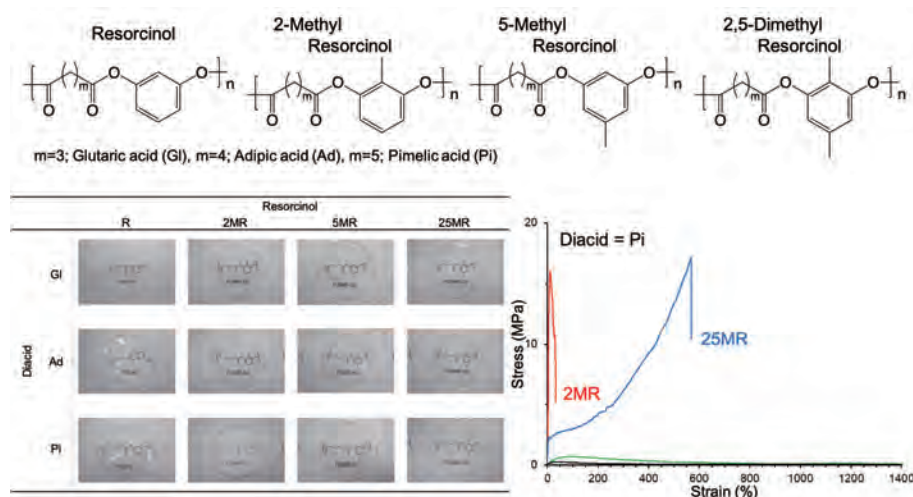 Resorcinol
2-Methyl
Resorcinol
5-Methyl
Resorcinol
2,5-Dimethyl
Resorcinol
O O n m O O
O O n m O O
O O n m O O
O O n m O O
m=3; Glutaric acid (Gl), m=4; Adipic acid (Ad), m=5; Pimelic acid (Pi)
Resorcinol
R 2MR 5MR 25MR
Diacid
Gl
Ad
Pi
Diacid = Pi
Stress (MPa)
20
10
0
2MR
25MR
0 200 400 600 800 1000 1200 1400
Strain (%)